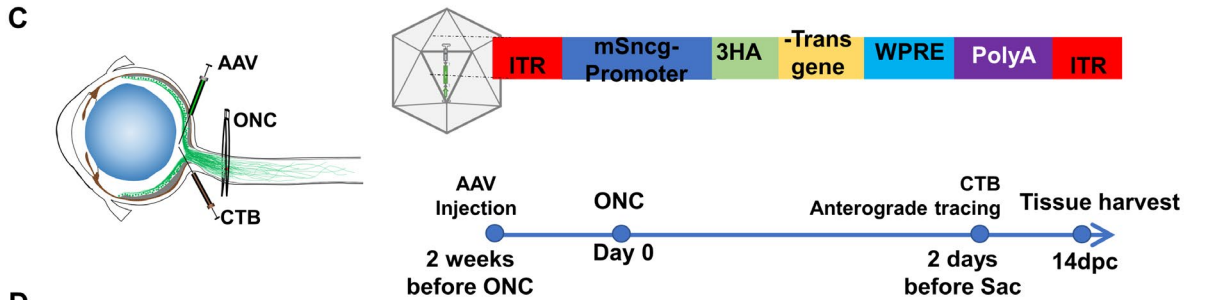 C
AAV
ONC
CTB
ITR
mSncg-
Promoter
3HA
-Trans
gene
WPRE
PolyA
ITR
AAV
Injection
2 weeks
before ONC
ONC
Day 0
CTB
Anterograde tracing
2 days
before Sac
Tissue harvest
14dpc